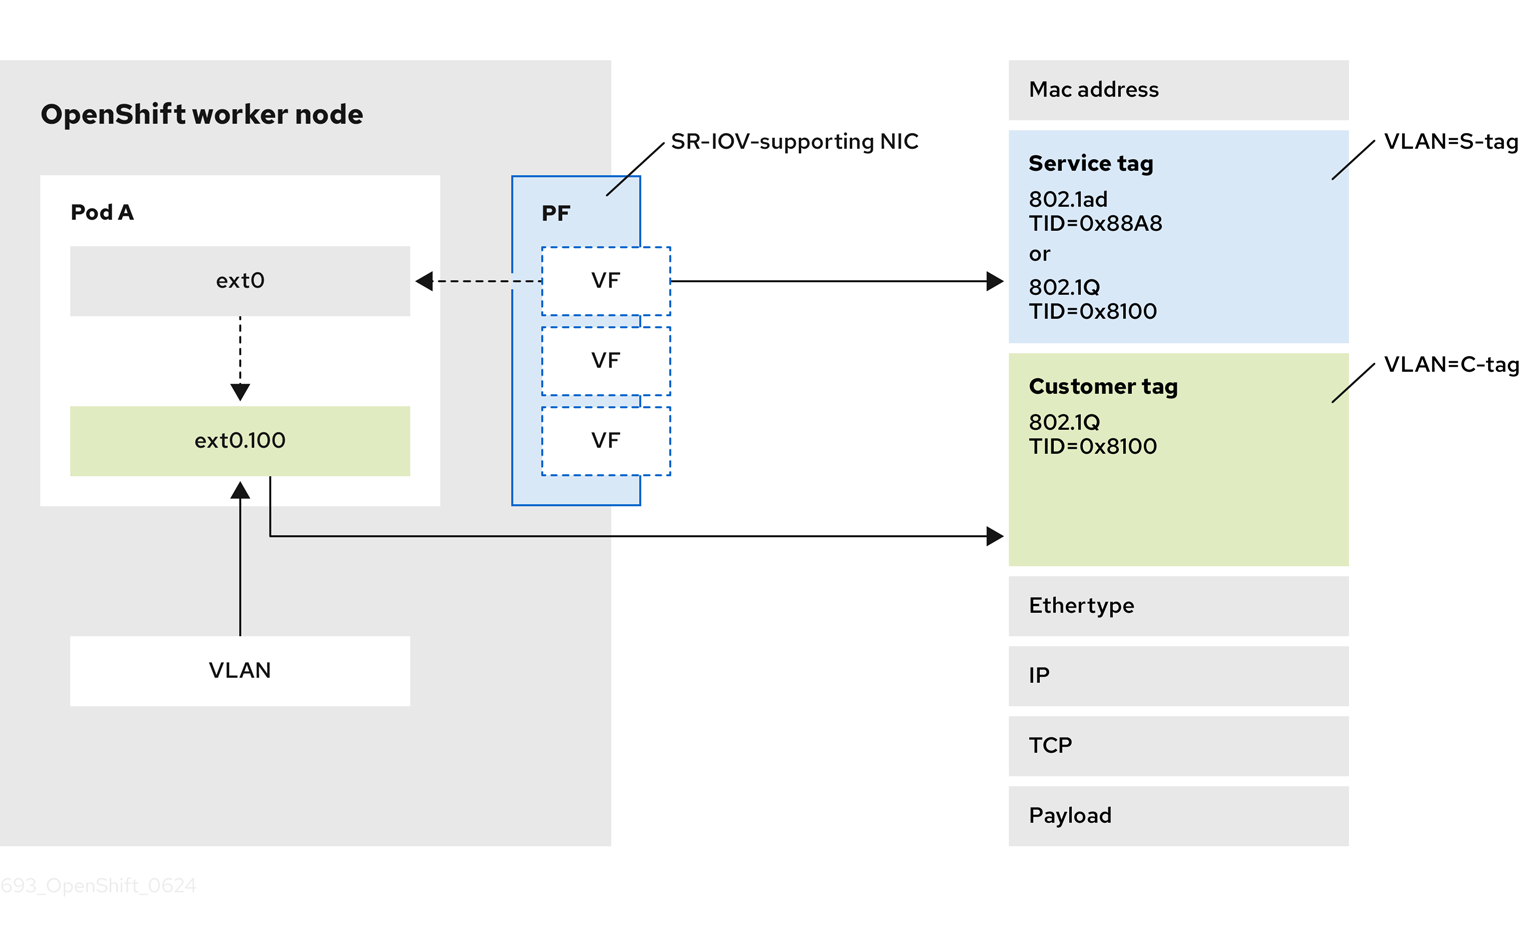 OpenShift worker node
Pod A
ext0
ext0.100
VLAN
SR-IOV-supporting NIC
PF
VF
VF
VF
Mac address
Service tag
802.1ad
TID=0x88A8
or
802.1Q
TID=0x8100
VLAN=S-tag
Customer tag
802.1Q
TID=0x8100
VLAN=C-tag
Ethertype
IP
TCP
Payload
693_OpenShift_0624